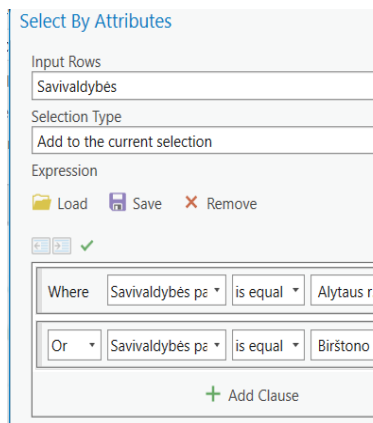 Select By Attributes
Input Rows
Savivaldybės
Selection Type
Add to the current selection
Expression
Load Save Remove
Where Savivaldybės pa is equal Alytaus r
Or Savivaldybės pa is equal Birštono
Add Clause